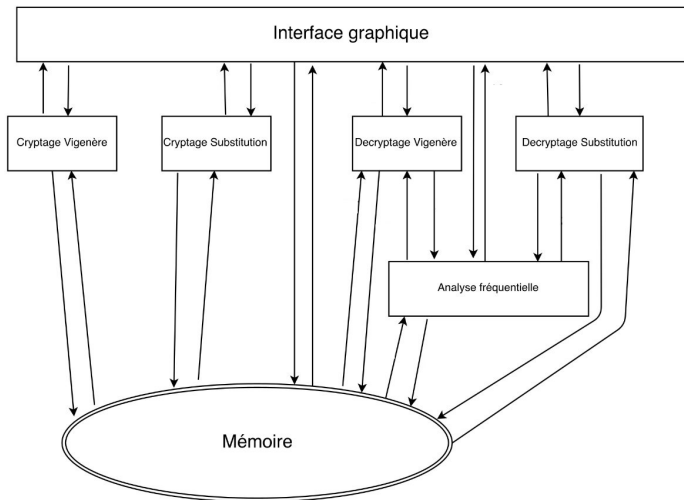 Interface graphique
Cryptage Vigenère
Cryptage Substitution
Decryptage Vigenère
Decryptage Substitution
Analyse fréquentielle
Mémoire